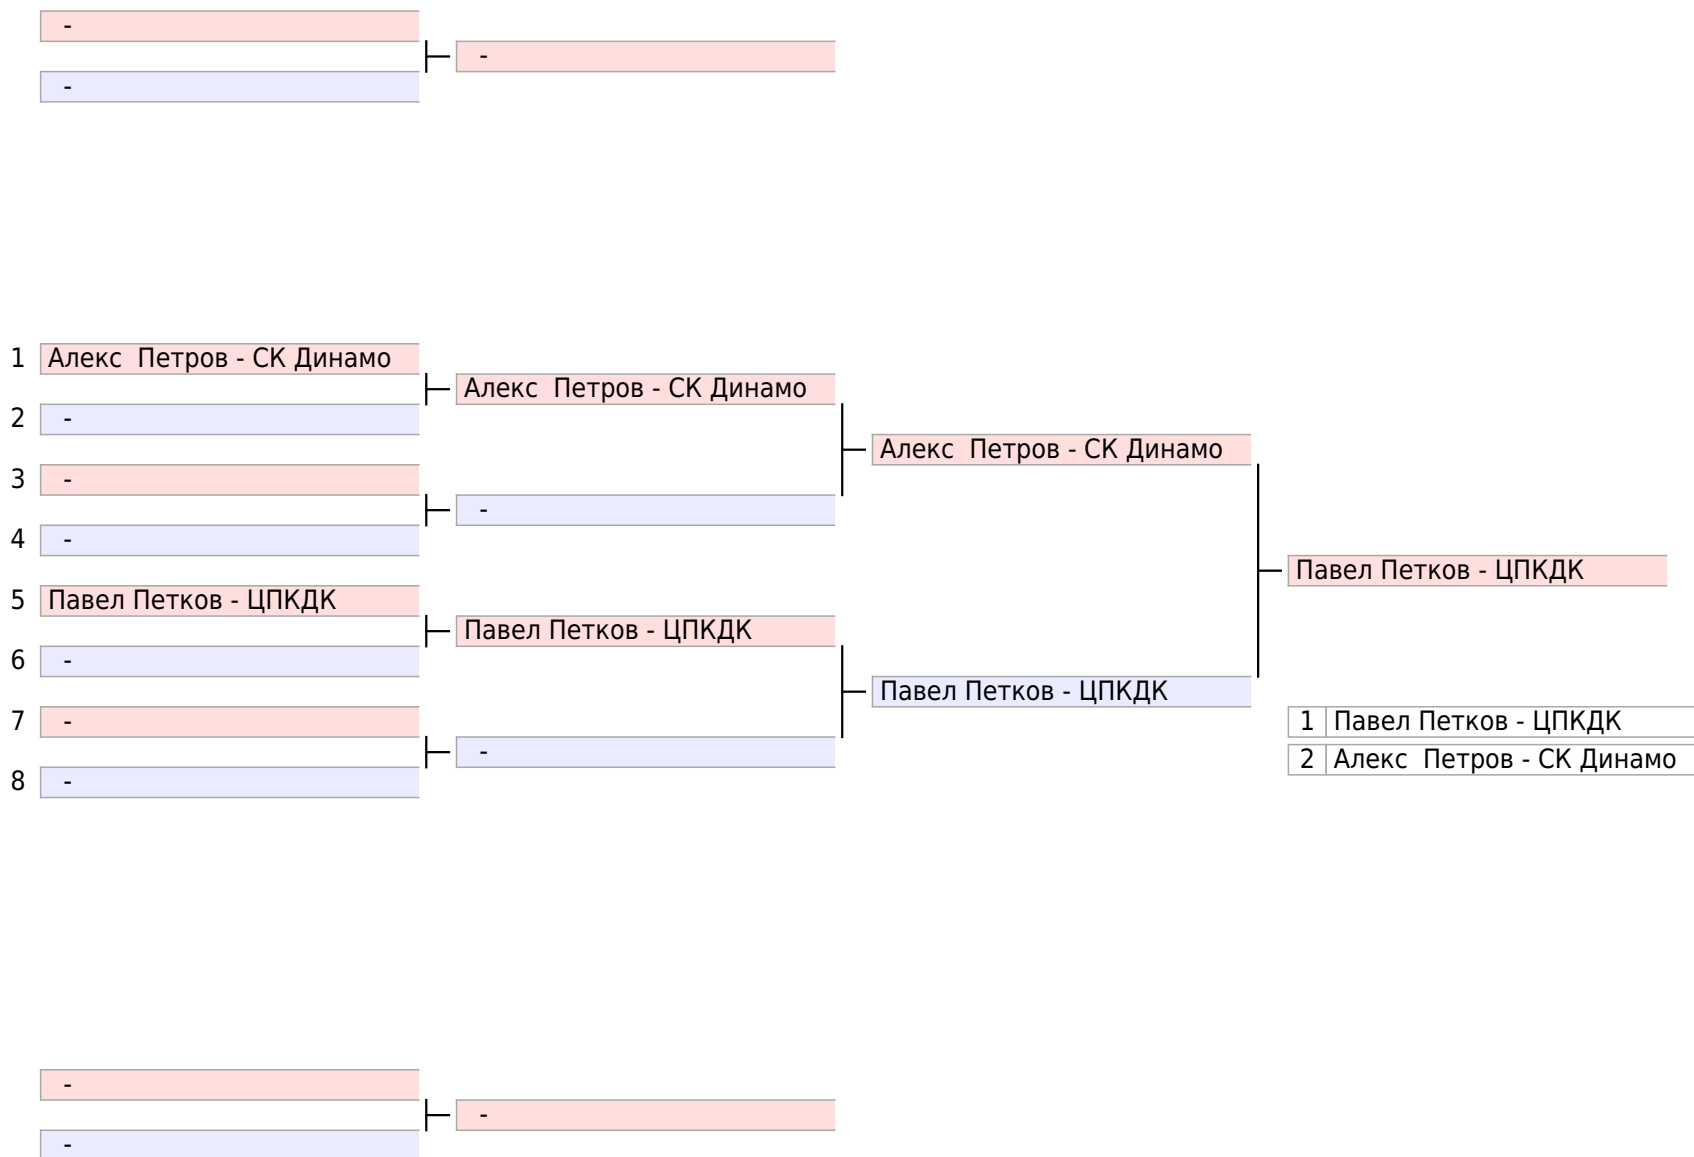 -
-
-
1 Алекс  Петров - СК Динамо
Алекс  Петров - СК Динамо
2 -
Алекс  Петров - СК Динамо
3 -
-
4 -
Павел Петков - ЦПКДК
5 Павел Петков - ЦПКДК
Павел Петков - ЦПКДК
6 -
Павел Петков - ЦПКДК
7 -
1 Павел Петков - ЦПКДК
-
2 Алекс  Петров - СК Динамо
8 -
-
-
-